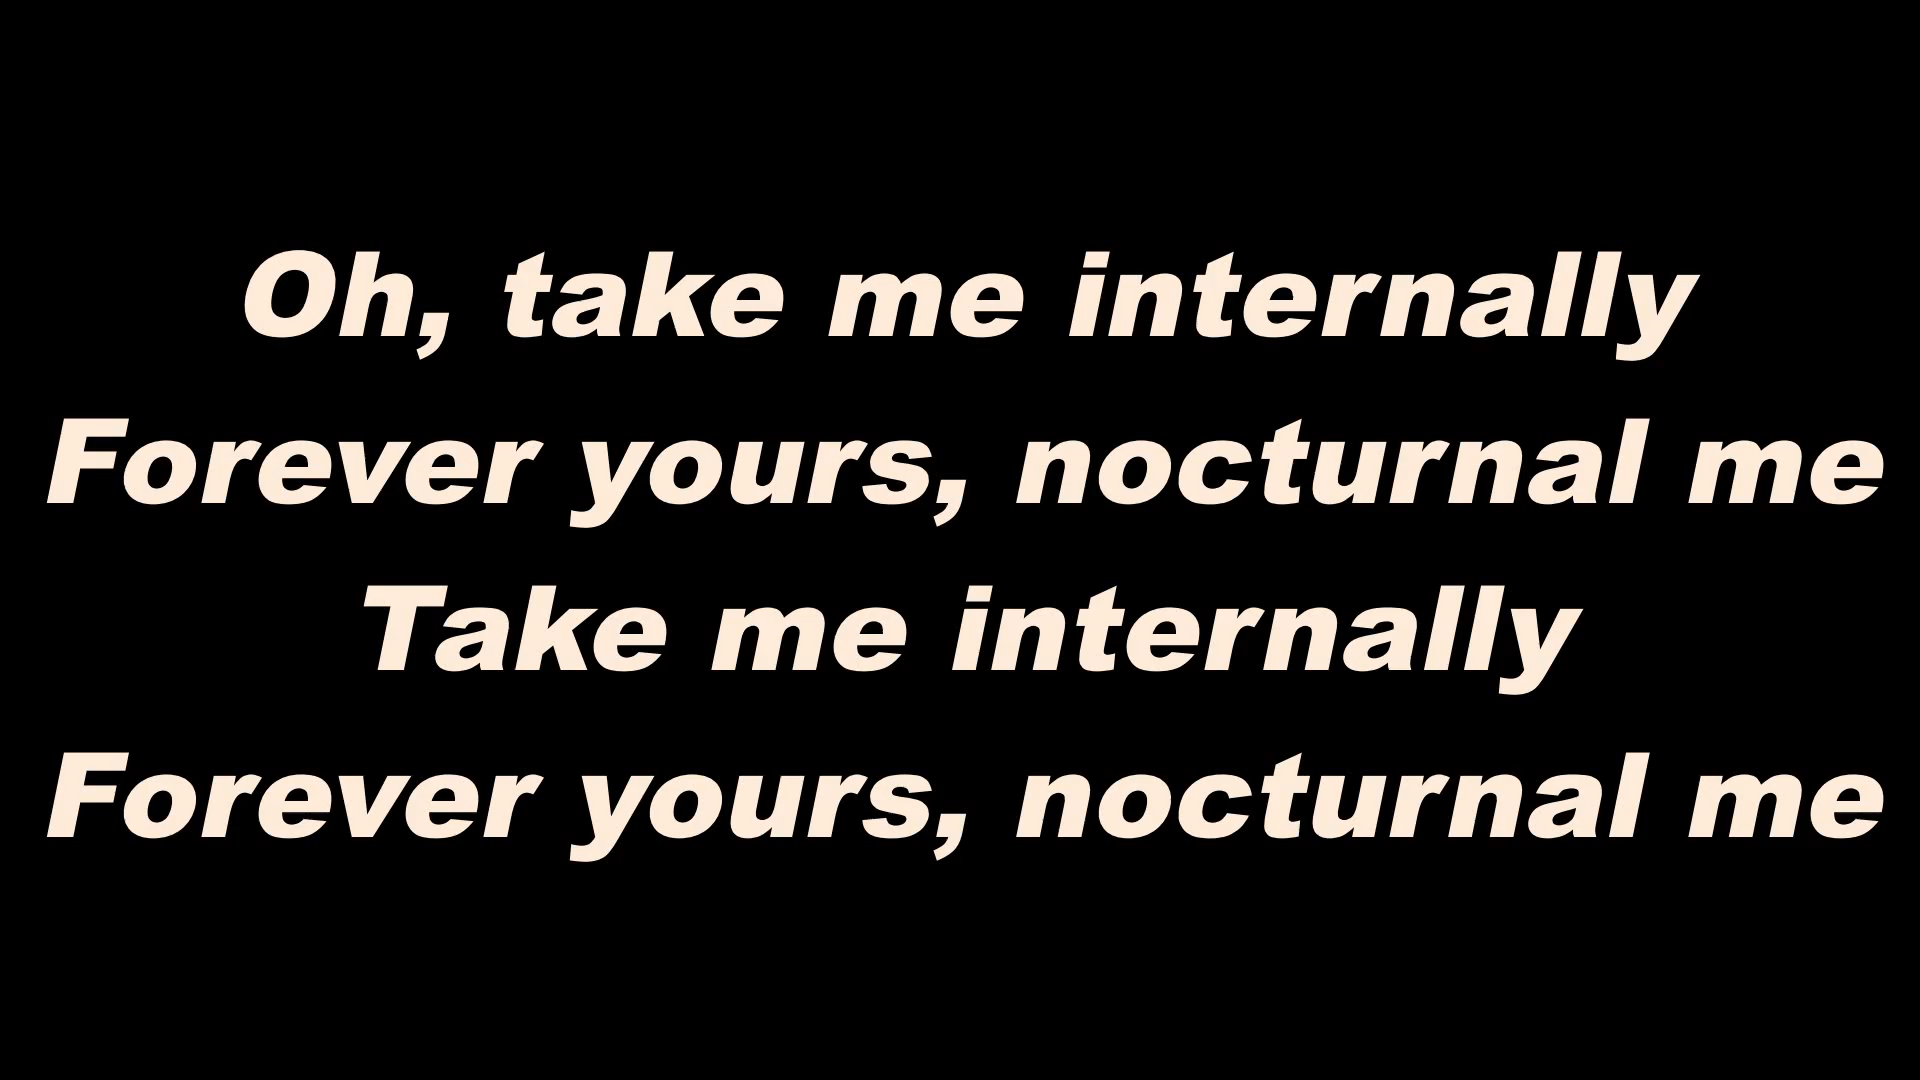 Oh, take me internally
Forever yours, nocturnal me
Take me internally
Forever yours, nocturnal me